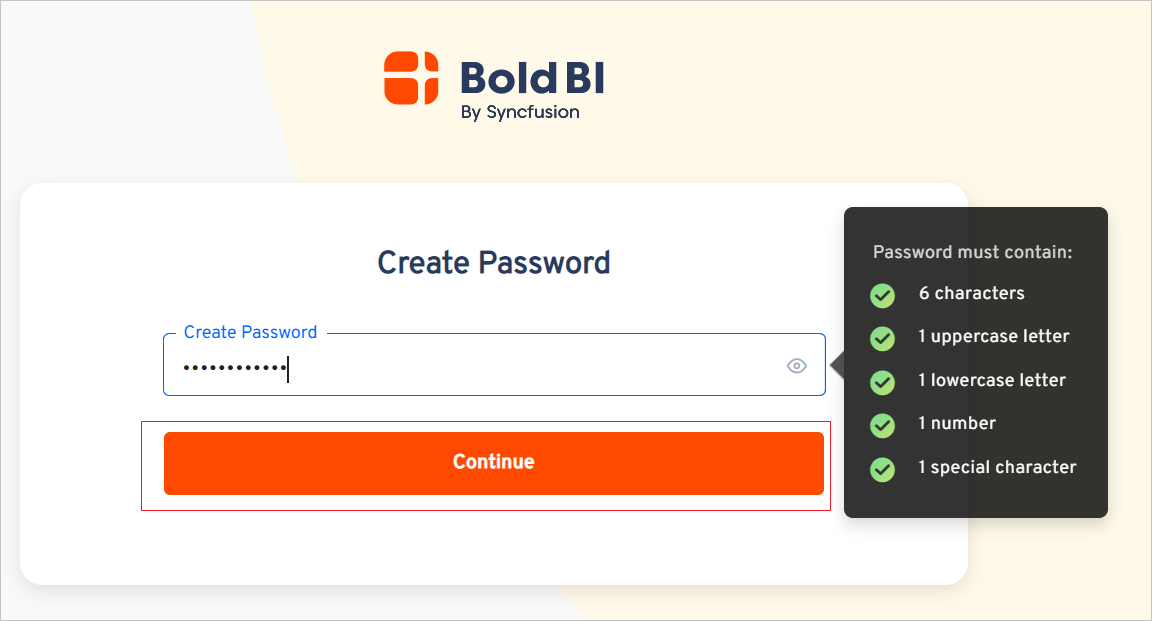 Bold BI
By Syncfusion
Create Password
Create Password
••••••••••••
Continue
Password must contain:
6 characters
1 uppercase letter
1 lowercase letter
1 number
1 special character